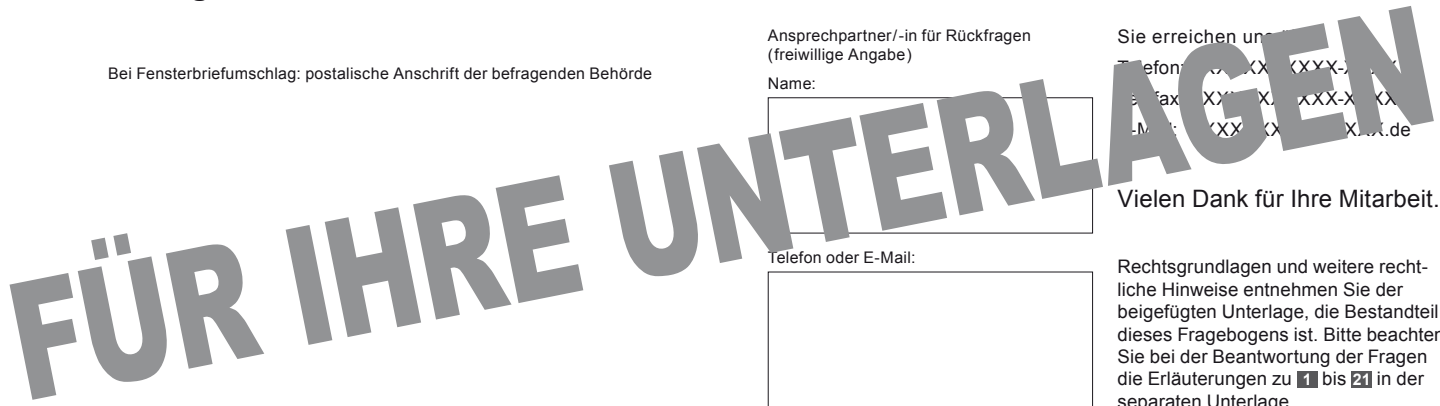 Bei Fensterbriefumschlag: postalische Anschrift der befragenden Behörde
Ansprechpartner/-in für Rückfragen
(freiwillige Angabe)
Name:
Telefon oder E-Mail:
Sie erreichen uns
Vielen Dank für Ihre Mitarbeit.
Rechtsgrundlagen und weitere recht-
liche Hinweise entnehmen Sie der
beigefügten Unterlage, die Bestandteil
dieses Fragebogens ist. Bitte beachten
Sie bei der Beantwortung der Fragen
die Erläuterungen zu 1 bis 21 in der
separaten Unterlage.
FÜR IHRE UNTERLAGEN